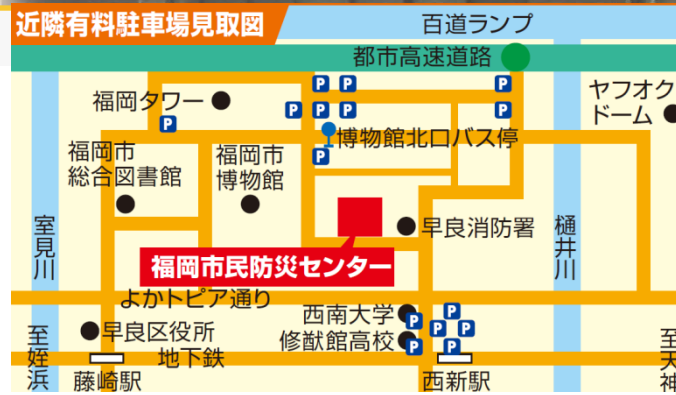 近隣有料駐車場見取図
百道ランプ
都市高速道路
福岡タワー
P P
P P P
P
P
P
P
P
ヤフオク
ドーム
博物館北口バス停
福岡市
総合図書館
福岡市
博物館
早良消防署
室見川
樋井川
福岡市民防災センター
よかトピア通り
西南大学
修猷館高校
P
P
P
P P
P
早良区役所
地下鉄
至姪浜
藤崎駅
西新駅
至天神